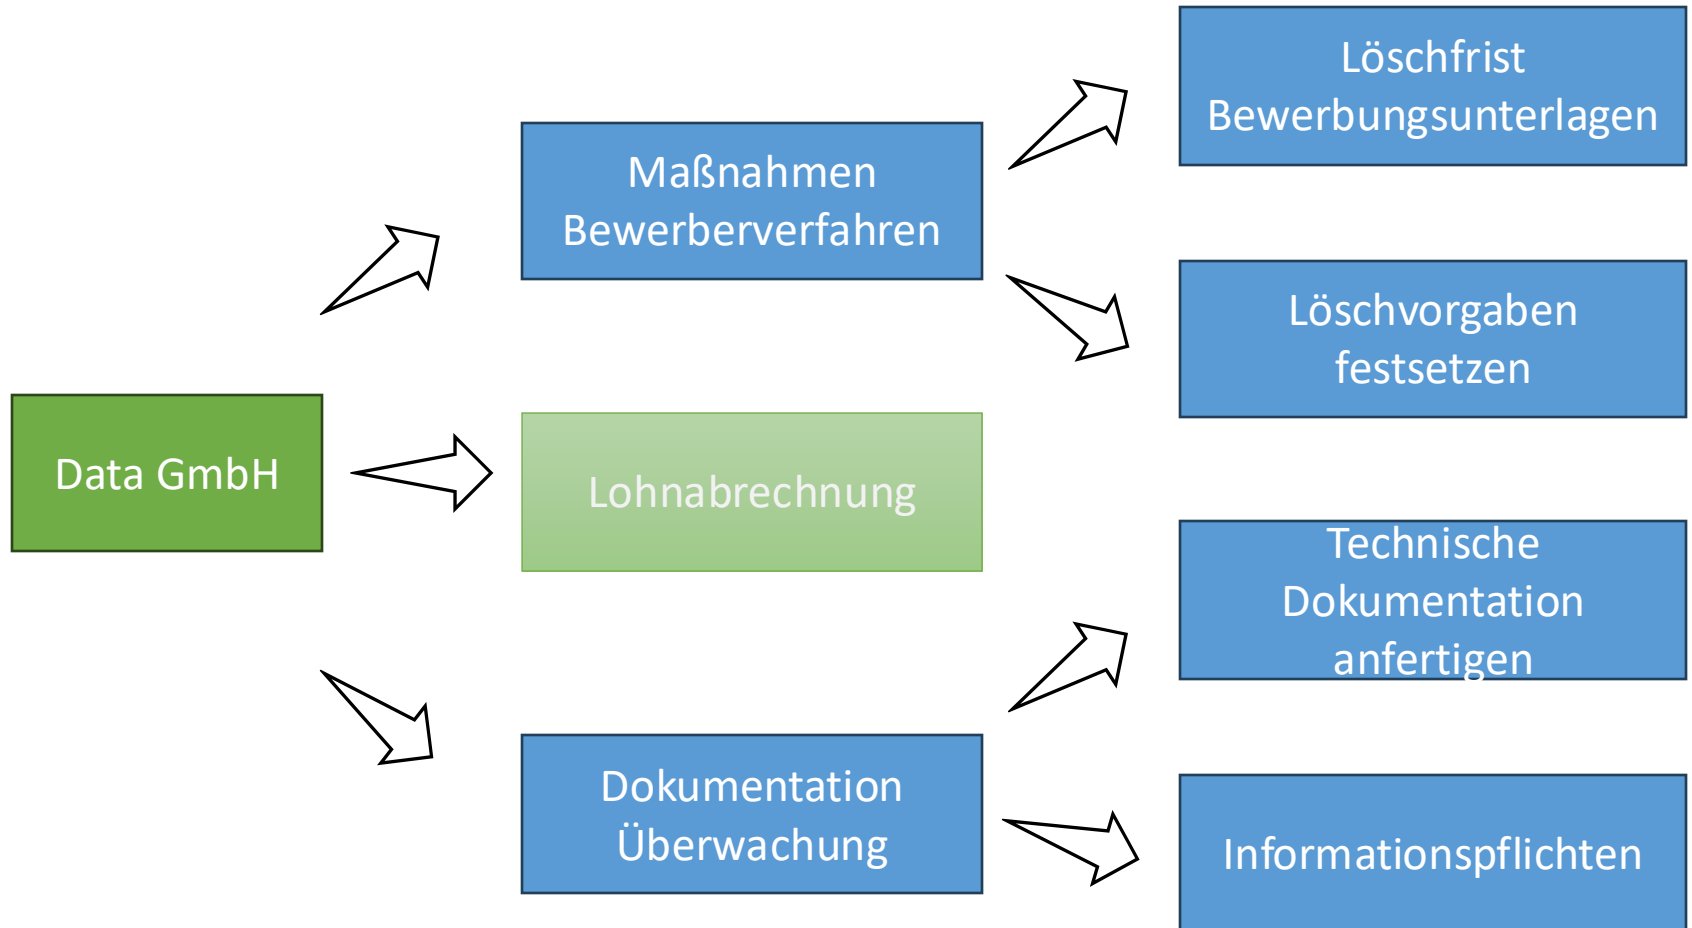 Data GmbH
Maßnahmen
Bewerberverfahren
Lohnabrechnung
Dokumentation
Überwachung
Löschfrist
Bewerbungsunterlagen
Löschvorgaben
festsetzen
Technische
Dokumentation
anfertigen
Informationspflichten